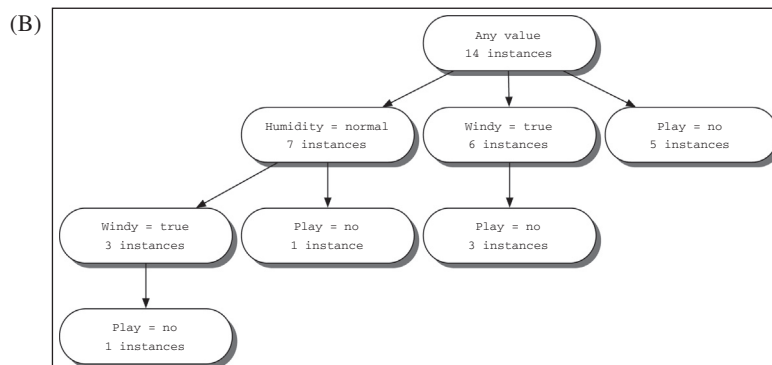 (B)
Any value
14 instances
Humidity = normal
7 instances
Windy = true
6 instances
Play = no
5 instances
Windy = true
3 instances
Play = no
1 instance
Play = no
3 instances
Play = no
1 instances